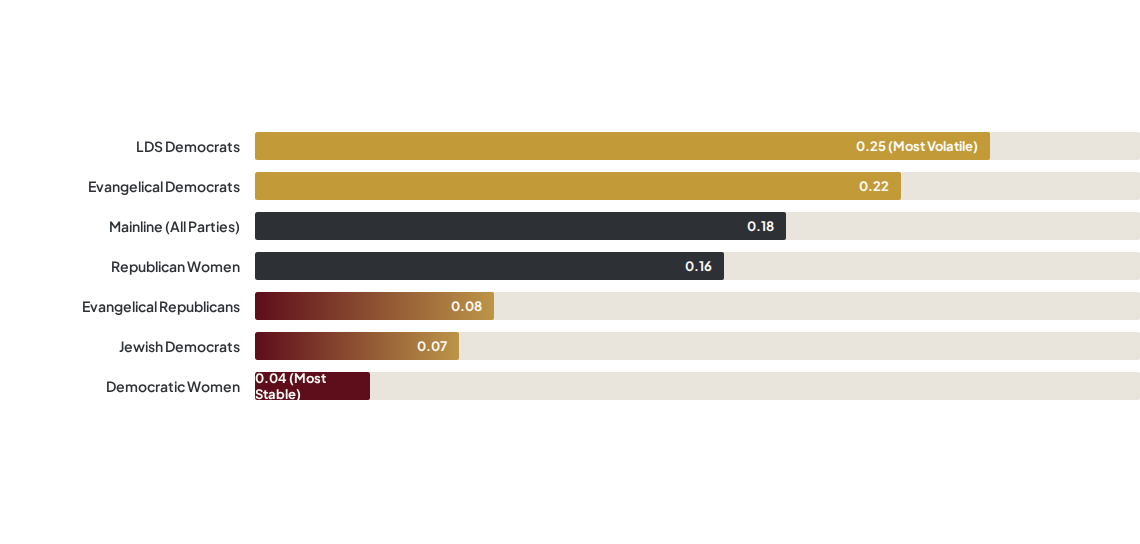 LDS Democrats 0.25 (Most Volatile)
Evangelical Democrats 0.22
Mainline (All Parties) 0.18
Republican Women 0.16
Evangelical Republicans 0.08
Jewish Democrats 0.07
Democratic Women 0.04 (Most
Stable)